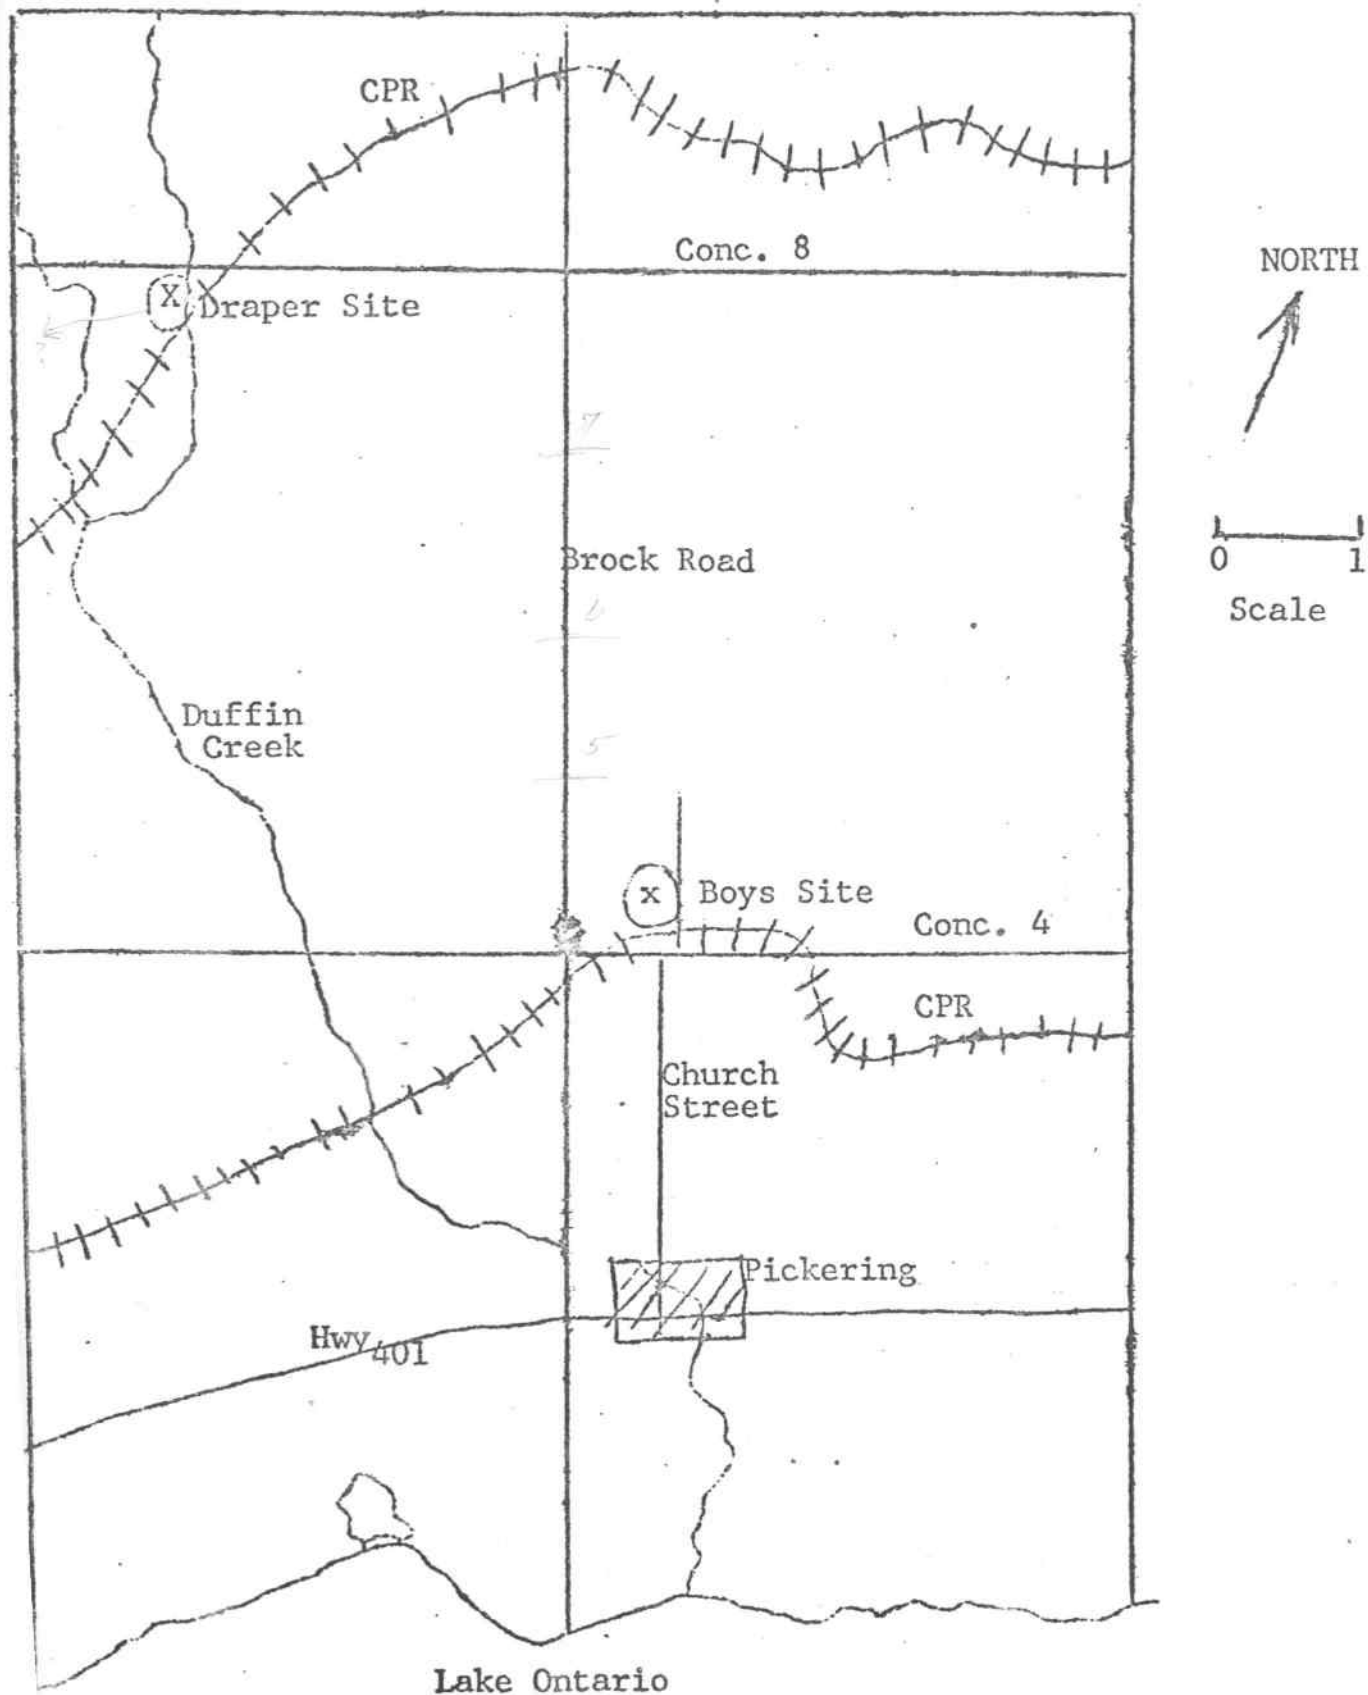 CPR
Conc. 8
NORTH
X Draper Site
7
Brock Road
0 1
Scale
6
Duffin
Creek
5
x Boys Site
Conc. 4
CPR
Church
Street
Pickering
Hwy 401
Lake Ontario